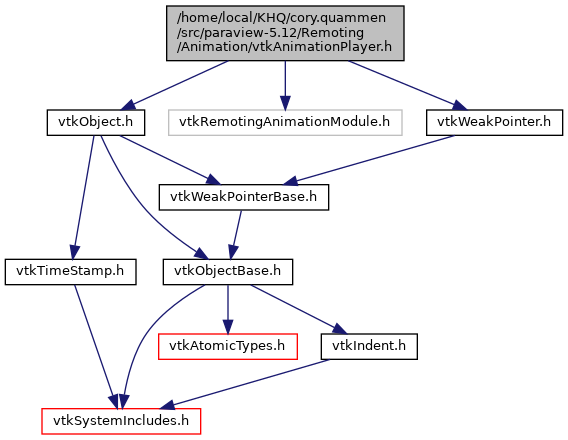 /home/local/KHQ/cory.quammen
/src/paraview-5.12/Remoting
/Animation/vtkAnimationPlayer.h
vtkObject.h
vtkRemotingAnimationModule.h
vtkWeakPointer.h
vtkWeakPointerBase.h
vtkTimeStamp.h
vtkObjectBase.h
vtkAtomicTypes.h
vtkIndent.h
vtkSystemIncludes.h